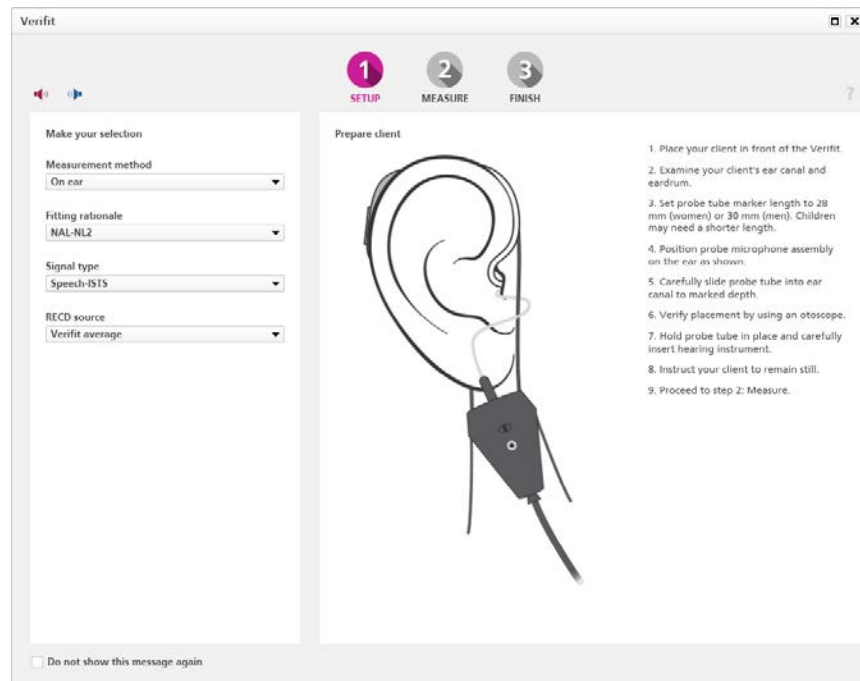 Verifit
1
2
3
SETUP
MEASURE
FINISH
?
Make your selection
Measurement method
On ear
Fitting rationale
NAL-NL2
Signal type
Speech-ISTS
RECD source
Verifit average
Prepare client
1. Place your client in front of the Verifit.
2. Examine your client's ear canal and
eardrum.
3. Set probe tube marker length to 28
mm (women) or 30 mm (men). Children
may need a shorter length.
4. Position probe microphone assembly
on the ear as shown.
5. Carefully slide probe tube into ear
canal to marked depth.
6. Verify placement by using an otoscope.
7. Hold probe tube in place and carefully
insert hearing instrument.
8. Instruct your client to remain still.
9. Proceed to step 2: Measure.
Do not show this message again